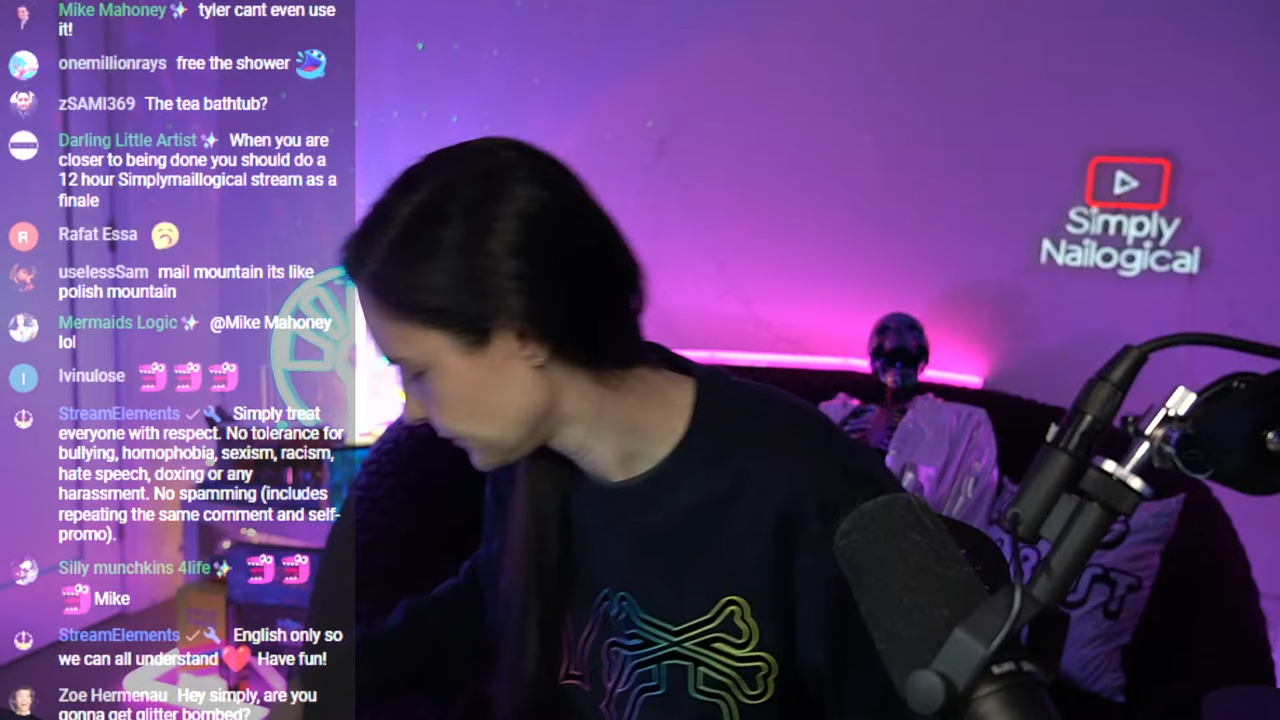 Mike Mahoney tyler cant even use
it!
onemillionrays free the shower
zSAMI369 The tea bathtub?
Darling Little Artist When you are
closer to being done you should do a
12 hour Simplymaillogical stream as a
finale
R Rafat Essa
uselessSam mail mountain its like
polish mountain
Mermaids Logic @Mike Mahoney
lol
I Ivinulose
StreamElements Simply treat
everyone with respect. No tolerance for
bullying, homophobia, sexism, racism,
hate speech, doxing or any
harassment. No spamming (includes
repeating the same comment and self-
promo).
Silly munchkins 4life
Mike
StreamElements English only so
we can all understand Have fun!
Zoe Hermenau Hey simply, are you
gonna get glitter bombed?
Simply
Nailogical